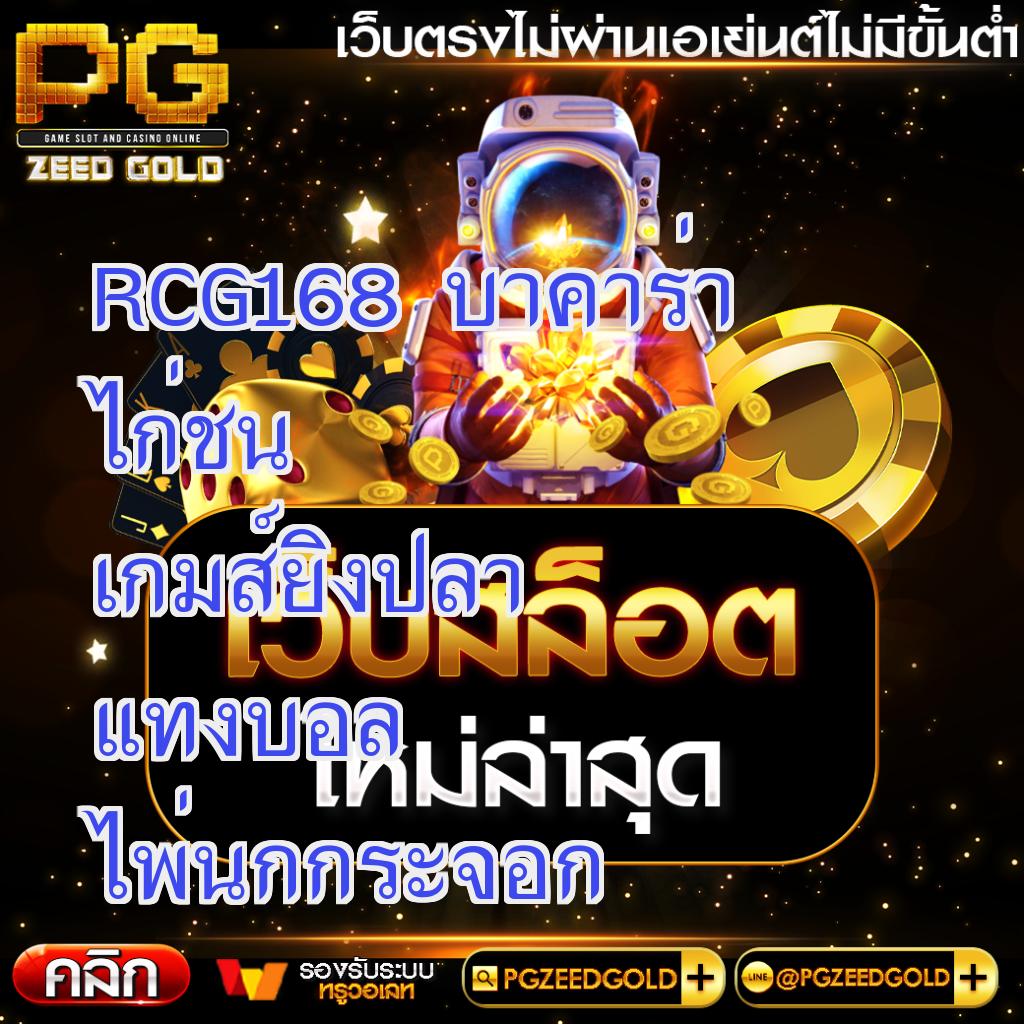 เว็บตรงไม่ผ่านเอเย่นต์ไม่มีขั้นต่ำ
PG
GAME SLOT AND CASINO ONLINE
ZEED GOLD
RCG168 บาคาร่า
ไก่ชน
เกมส์ยิงปลา
เว็บสล็อต
แทงบอล
ใหม่ล่าสุด
ไพ่นกกระจอก
คลิก
รองรับระบบ
ทรูวอเลท
PGZEEDGOLD +
LINE @PGZEEDGOLD +